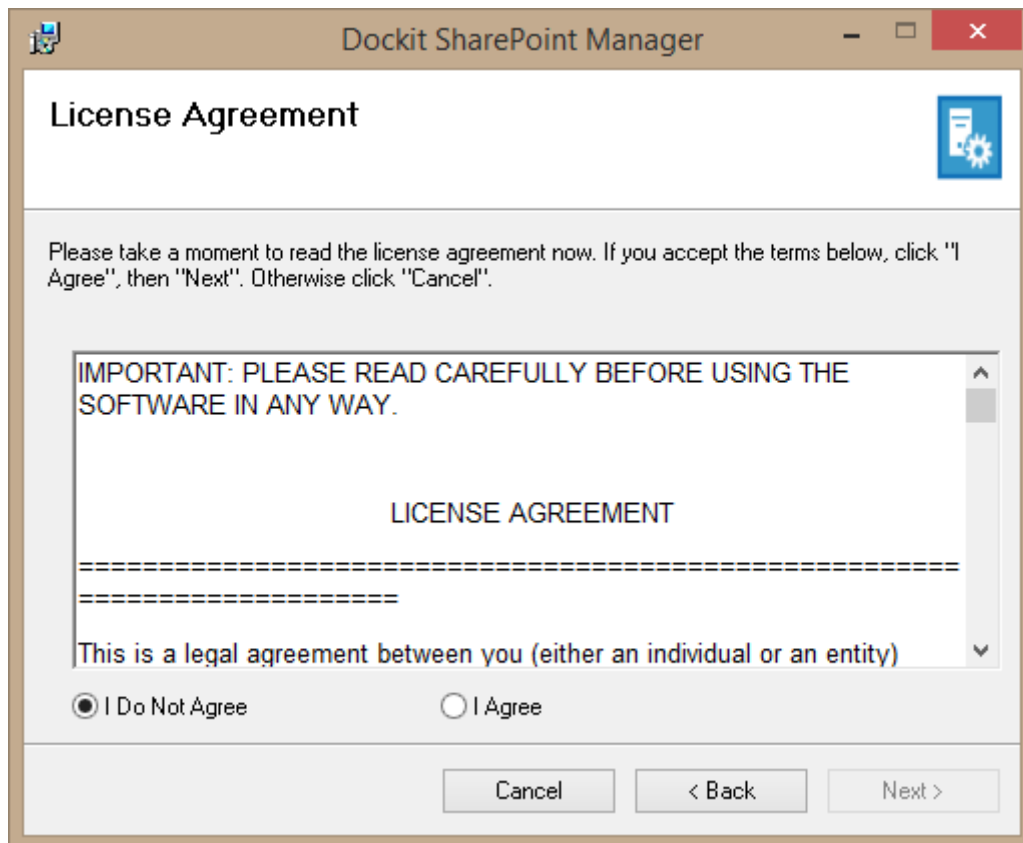 Dockit SharePoint Manager
License Agreement
Please take a moment to read the license agreement now. If you accept the terms below, click "I
Agree", then "Next". Otherwise click "Cancel".
IMPORTANT: PLEASE READ CAREFULLY BEFORE USING THE
SOFTWARE IN ANY WAY.
LICENSE AGREEMENT
=======================================================
====================
This is a legal agreement between you (either an individual or an entity)
I Do Not Agree
I Agree
Cancel
< Back
Next >